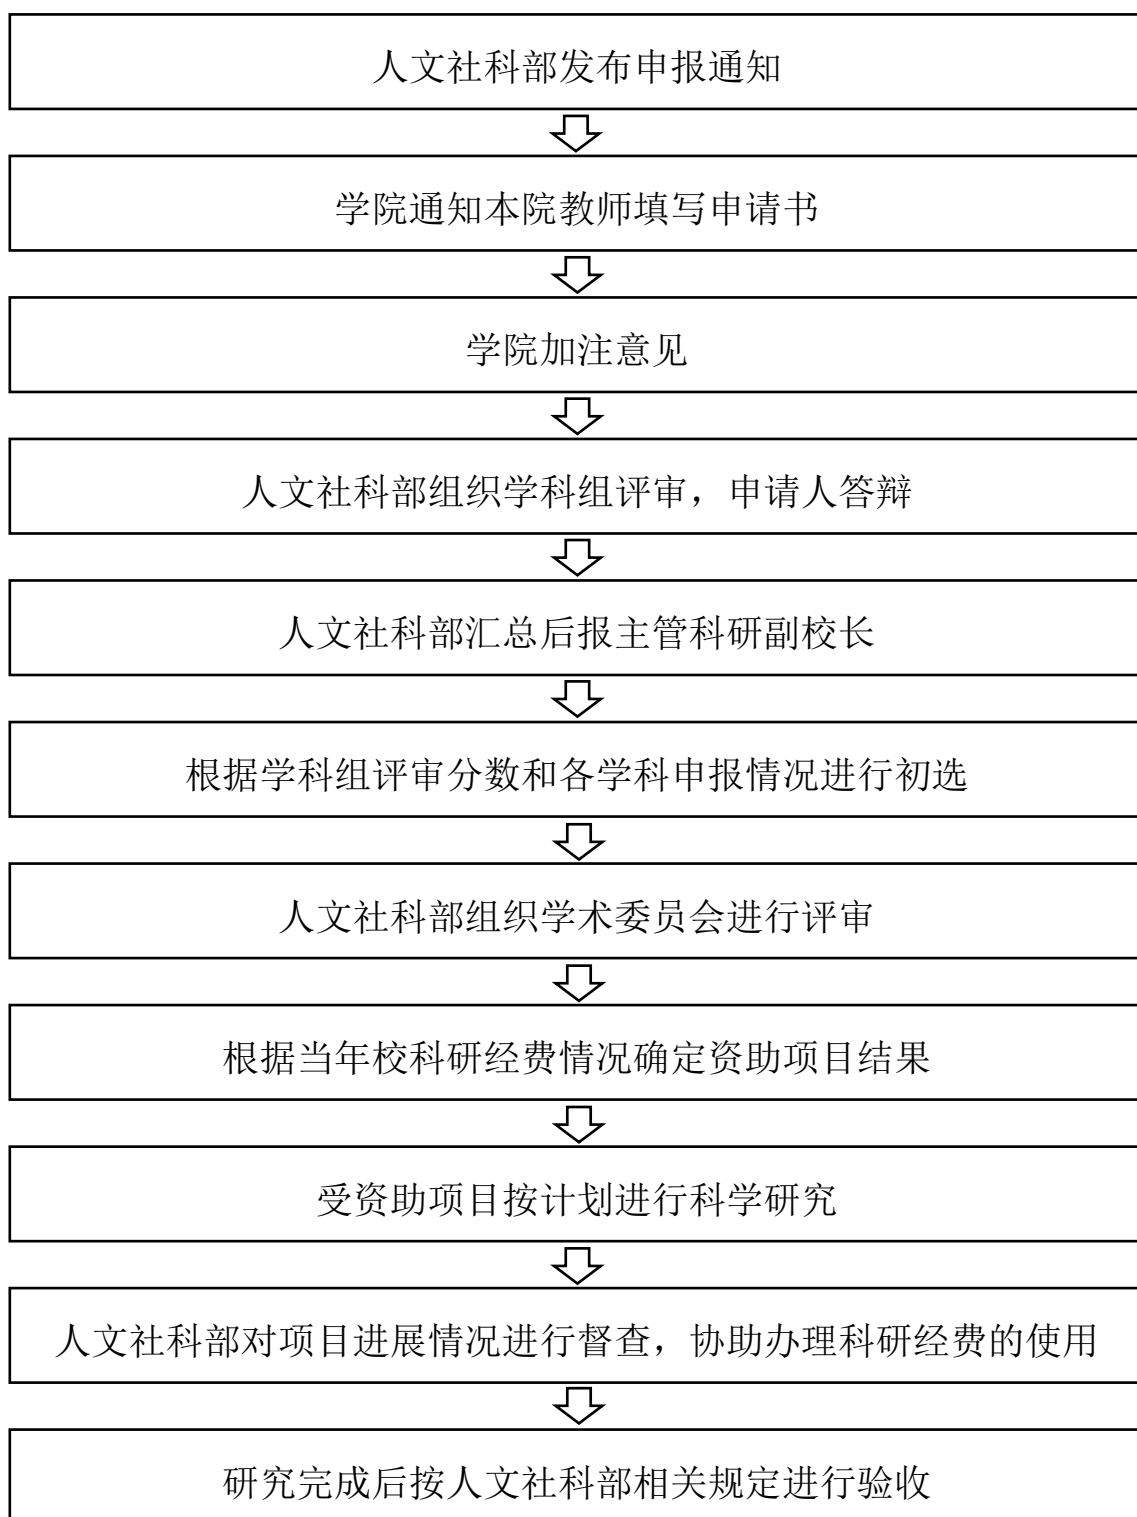 人文社科部发布申报通知
学院通知本院教师填写申请书
学院加注意见
人文社科部组织学科组评审，申请人答辩
人文社科部汇总后报主管科研副校长
根据学科组评审分数和各学科申报情况进行初选
人文社科部组织学术委员会进行评审
根据当年校科研经费情况确定资助项目结果
受资助项目按计划进行科学研究
人文社科部对项目进展情况进行督查，协助办理科研经费的使用
研究完成后按人文社科部相关规定进行验收